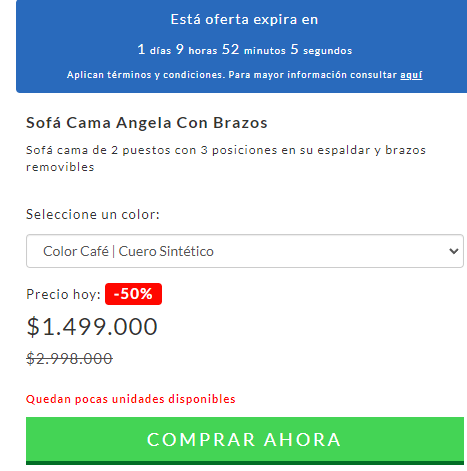 Está oferta expira en
1 días 9 horas 52 minutos 5 segundos
Aplican términos y condiciones. Para mayor información consultar aquí
Sofá Cama Angela Con Brazos
Sofá cama de 2 puestos con 3 posiciones en su espaldar y brazos
removibles
Seleccione un color:
Color Café | Cuero Sintético
Precio hoy: -50%
$1.499.000
$2.998.000
Quedan pocas unidades disponibles
COMPRAR AHORA